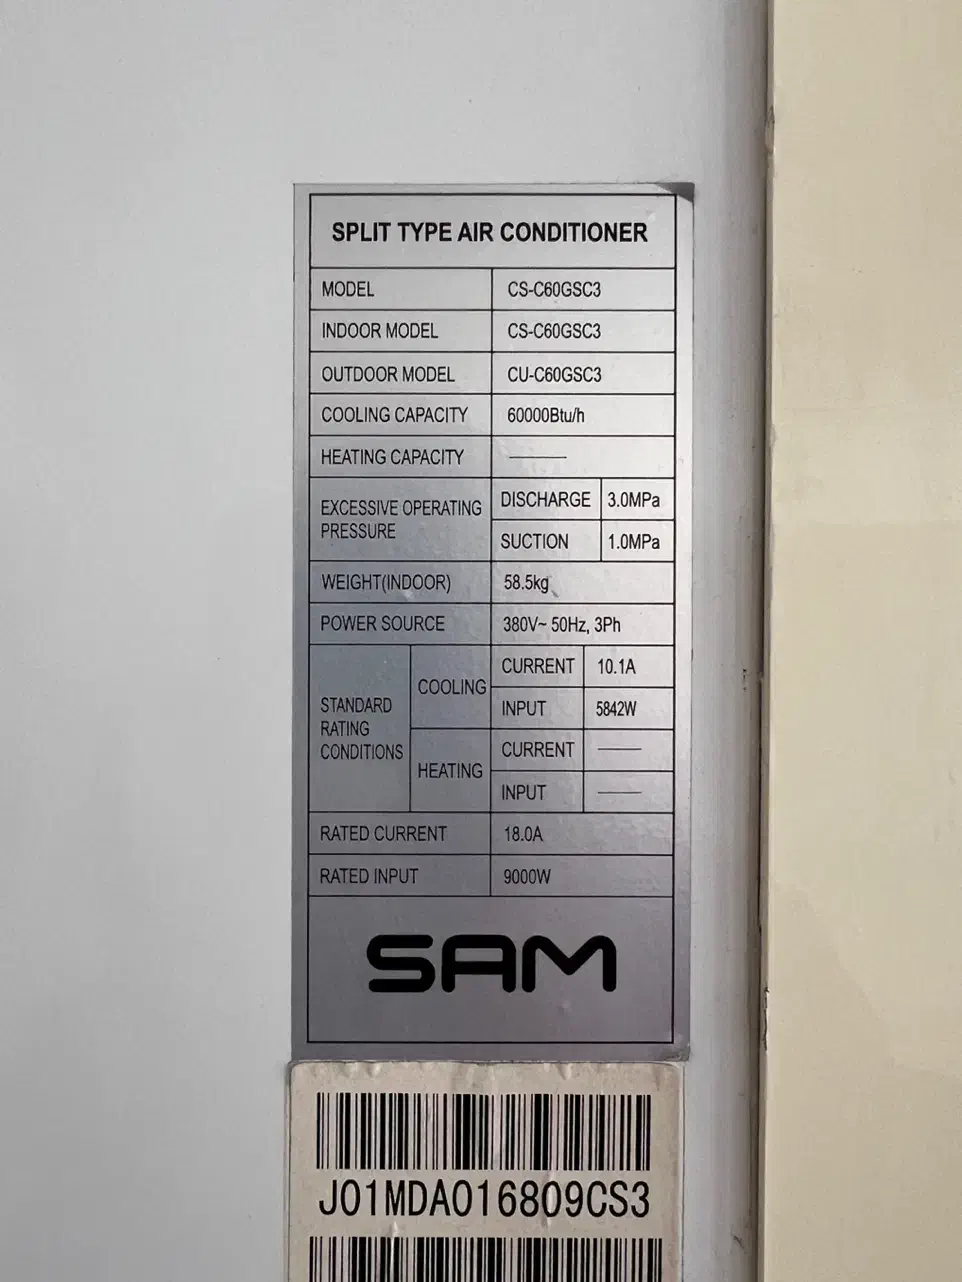 SPLIT TYPE AIR CONDITIONER
MODEL CS-C60GSC3
INDOOR MODEL CS-C60GSC3
OUTDOOR MODEL CU-C60GSC3
COOLING CAPACITY 60000Btu/h
HEATING CAPACITY ———
EXCESSIVE OPERATING PRESSURE
DISCHARGE 3.0MPa
SUCTION 1.0MPa
WEIGHT(INDOOR) 58.5kg
POWER SOURCE 380V~ 50Hz, 3Ph
STANDARD RATING CONDITIONS
COOLING
CURRENT 10.1A
INPUT 5842W
HEATING
CURRENT ———
INPUT ———
RATED CURRENT 18.0A
RATED INPUT 9000W
SAM
J01MDA016809CS3